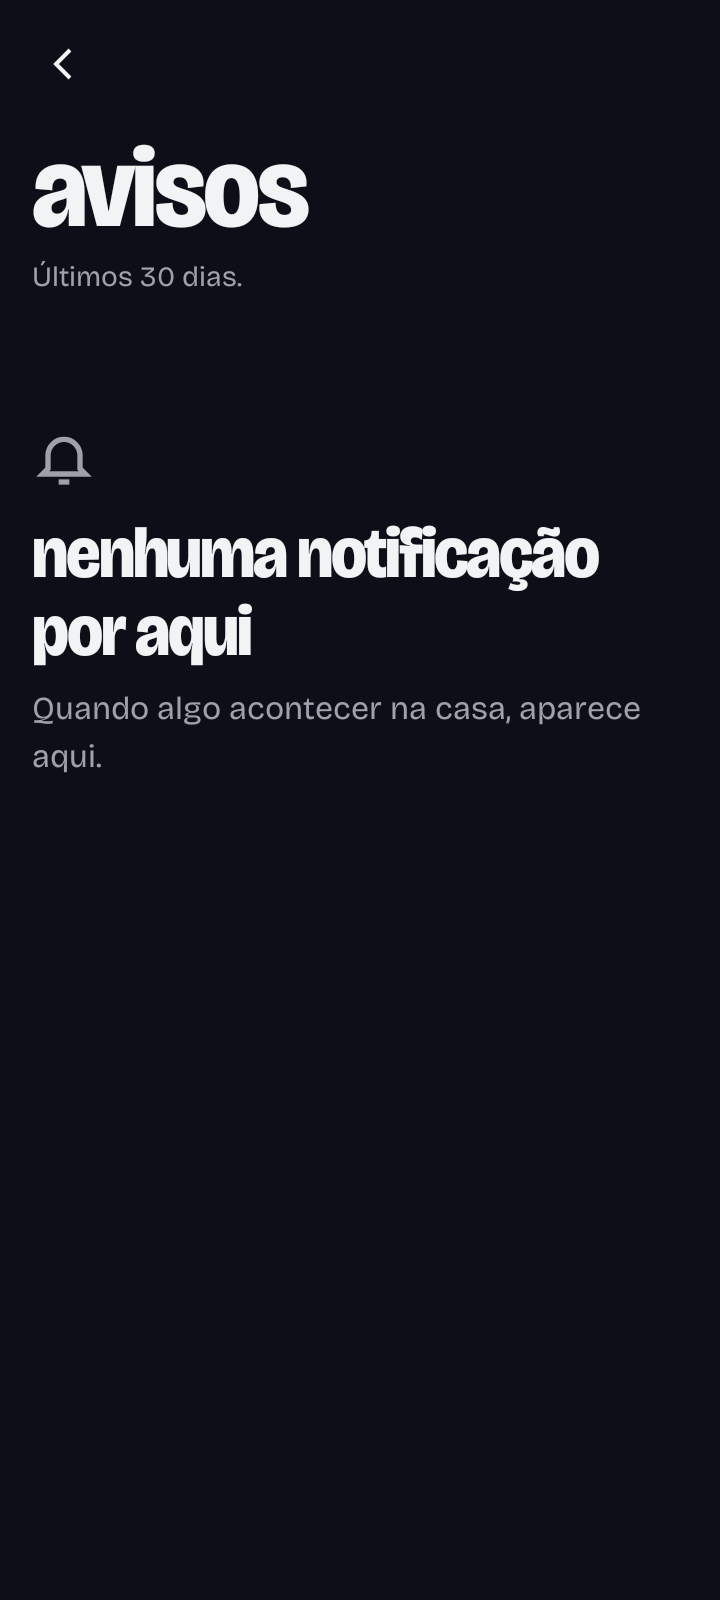 avisos
Últimos 30 dias.
nenhuma notificação
por aqui
Quando algo acontecer na casa, aparece
aqui.